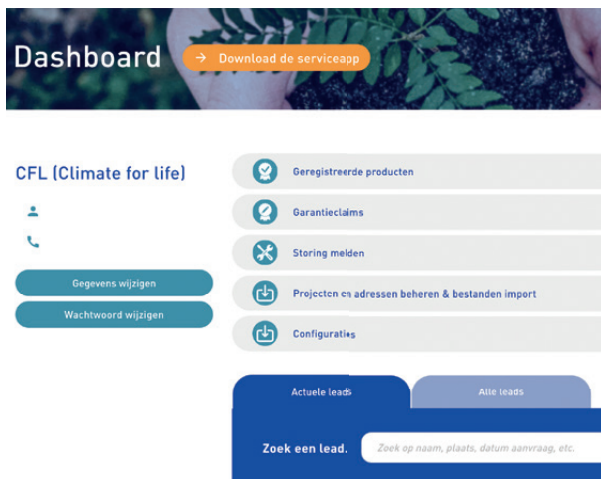 Dashboard
→ Download de serviceapp
CFL (Climate for life)
Gegevens wijzigen
Wachtwoord wijzigen
Geregistreerde producten
Garantieclaims
Storing melden
Projecten en adressen beheren & bestanden import
Configuraties
Actuele leads
Alle leads
Zoek een lead.
Zoek op naam, plaats, datum aanvraag, etc.